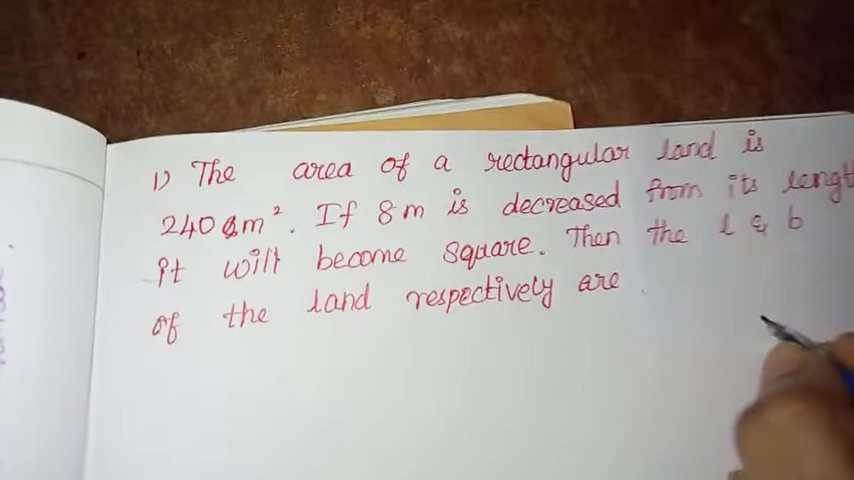 1) The area of a rectangular land is
240 m². If 8m is decreased from its length
it will become square. Then the l & b
of the land respectively are